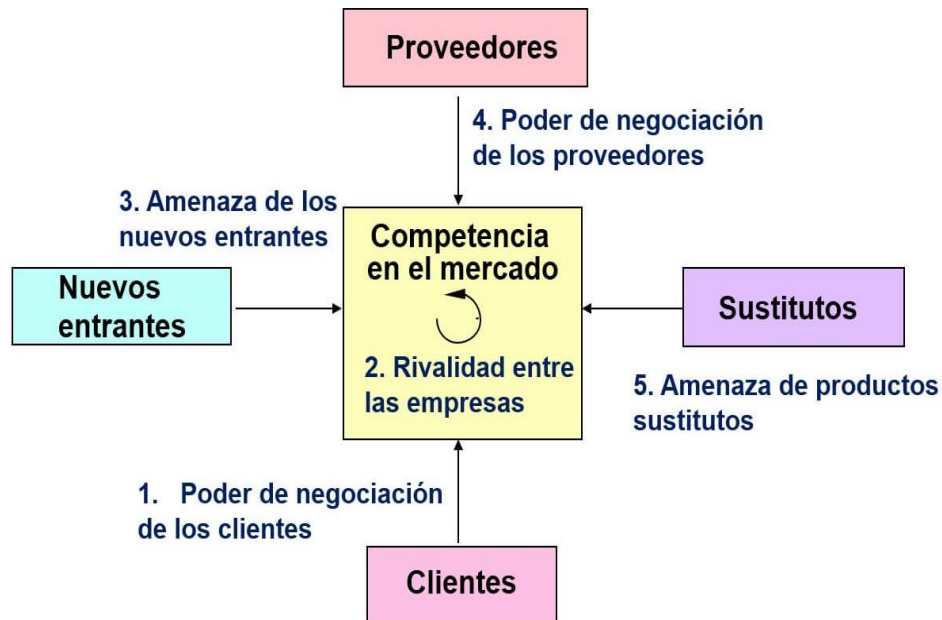 Proveedores
4. Poder de negociación
de los proveedores
3. Amenaza de los
nuevos entrantes
Competencia
en el mercado
Nuevos
entrantes
Sustitutos
2. Rivalidad entre
las empresas
5. Amenaza de productos
sustitutos
1. Poder de negociación
de los clientes
Clientes